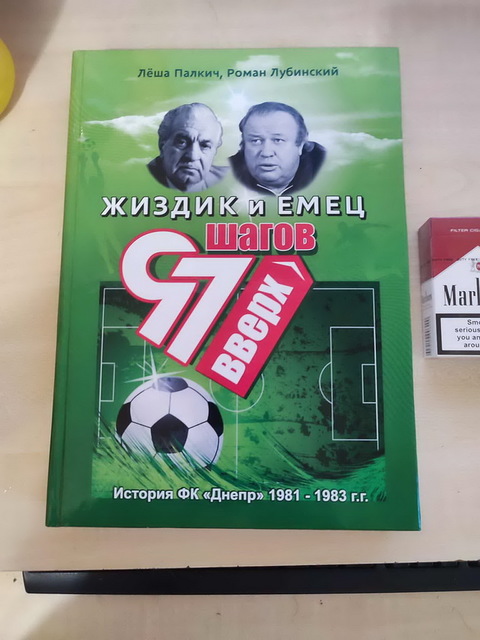 Лёша Палкич, Роман Лубинский
ЖИЗДИК и ЕМЕЦ
97
шагов
вверх
История ФК «Днепр» 1981 - 1983 г.г.
FILTER CIG
Marl
Smo
serious
you an
arou